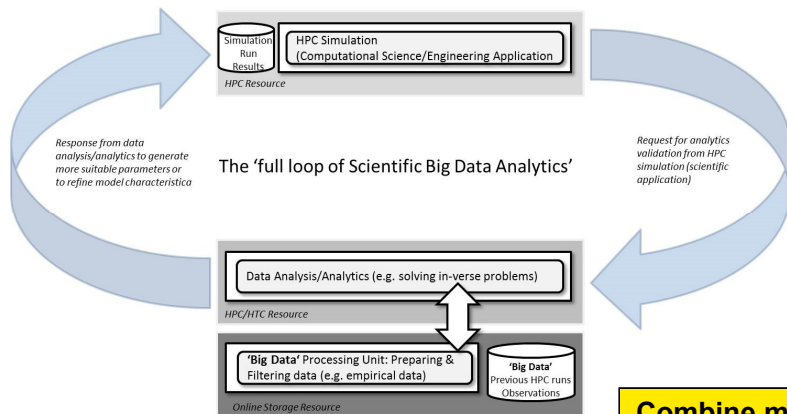 Simulation
Run
Results
HPC Simulation
(Computational Science/Engineering Application
HPC Resource
Response from data
analysis/analytics to generate
more suitable parameters or
to refine model characteristica
The ‘full loop of Scientific Big Data Analytics’
Request for analytics
validation from HPC
simulation (scientific
application)
Data Analysis/Analytics (e.g. solving in-verse problems)
HPC/HTC Resource
‘Big Data‘ Processing Unit: Preparing &
Filtering data (e.g. empirical data)
‘Big Data’
Previous HPC runs
Observations
Online Storage Resource
Combine